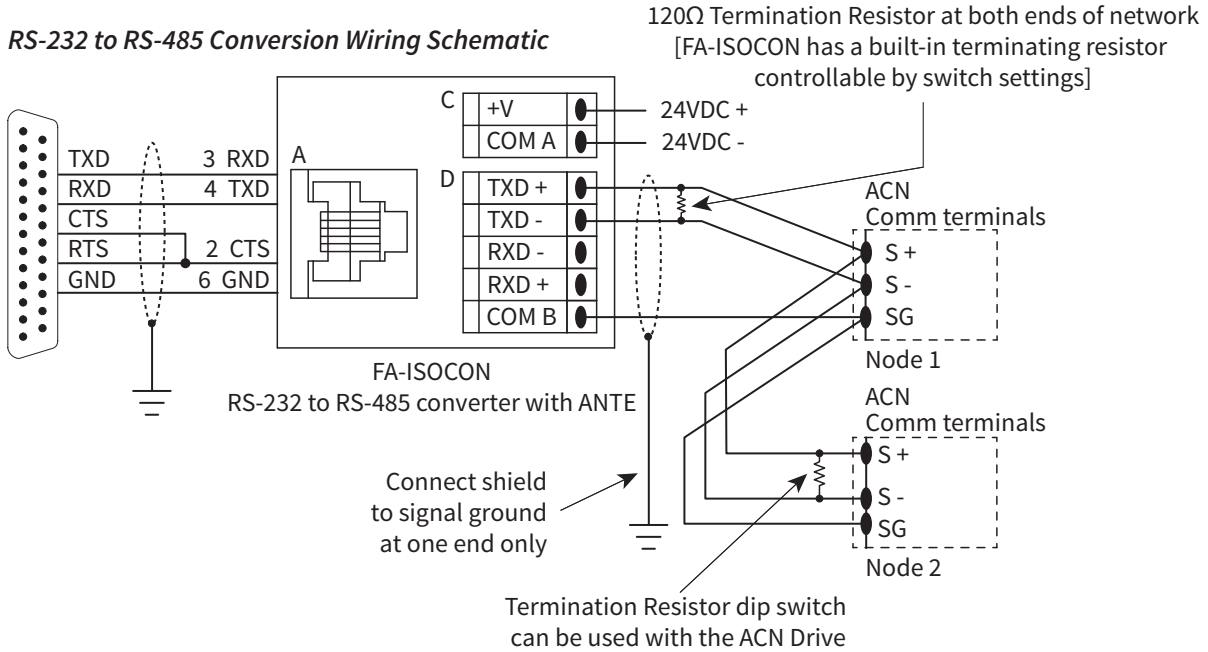 RS-232 to RS-485 Conversion Wiring Schematic
120Ω Termination Resistor at both ends of network
[FA-ISOCON has a built-in terminating resistor
controllable by switch settings]
TXD
RXD
CTS
RTS
GND
3 RXD
4 TXD
2 CTS
6 GND
A
C
+V
COM A
24VDC +
24VDC -
D
TXD +
TXD -
RXD -
RXD +
COM B
FA-ISOCON
RS-232 to RS-485 converter with ANTE
ACN
Comm terminals
S +
S -
SG
Node 1
ACN
Comm terminals
S +
S -
SG
Node 2
Connect shield
to signal ground
at one end only
Termination Resistor dip switch
can be used with the ACN Drive